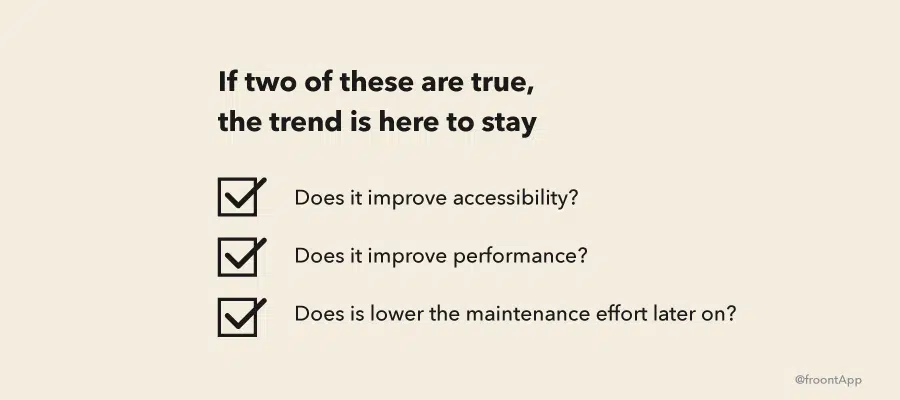 If two of these are true,
the trend is here to stay
Does it improve accessibility?
Does it improve performance?
Does is lower the maintenance effort later on?
@froontApp